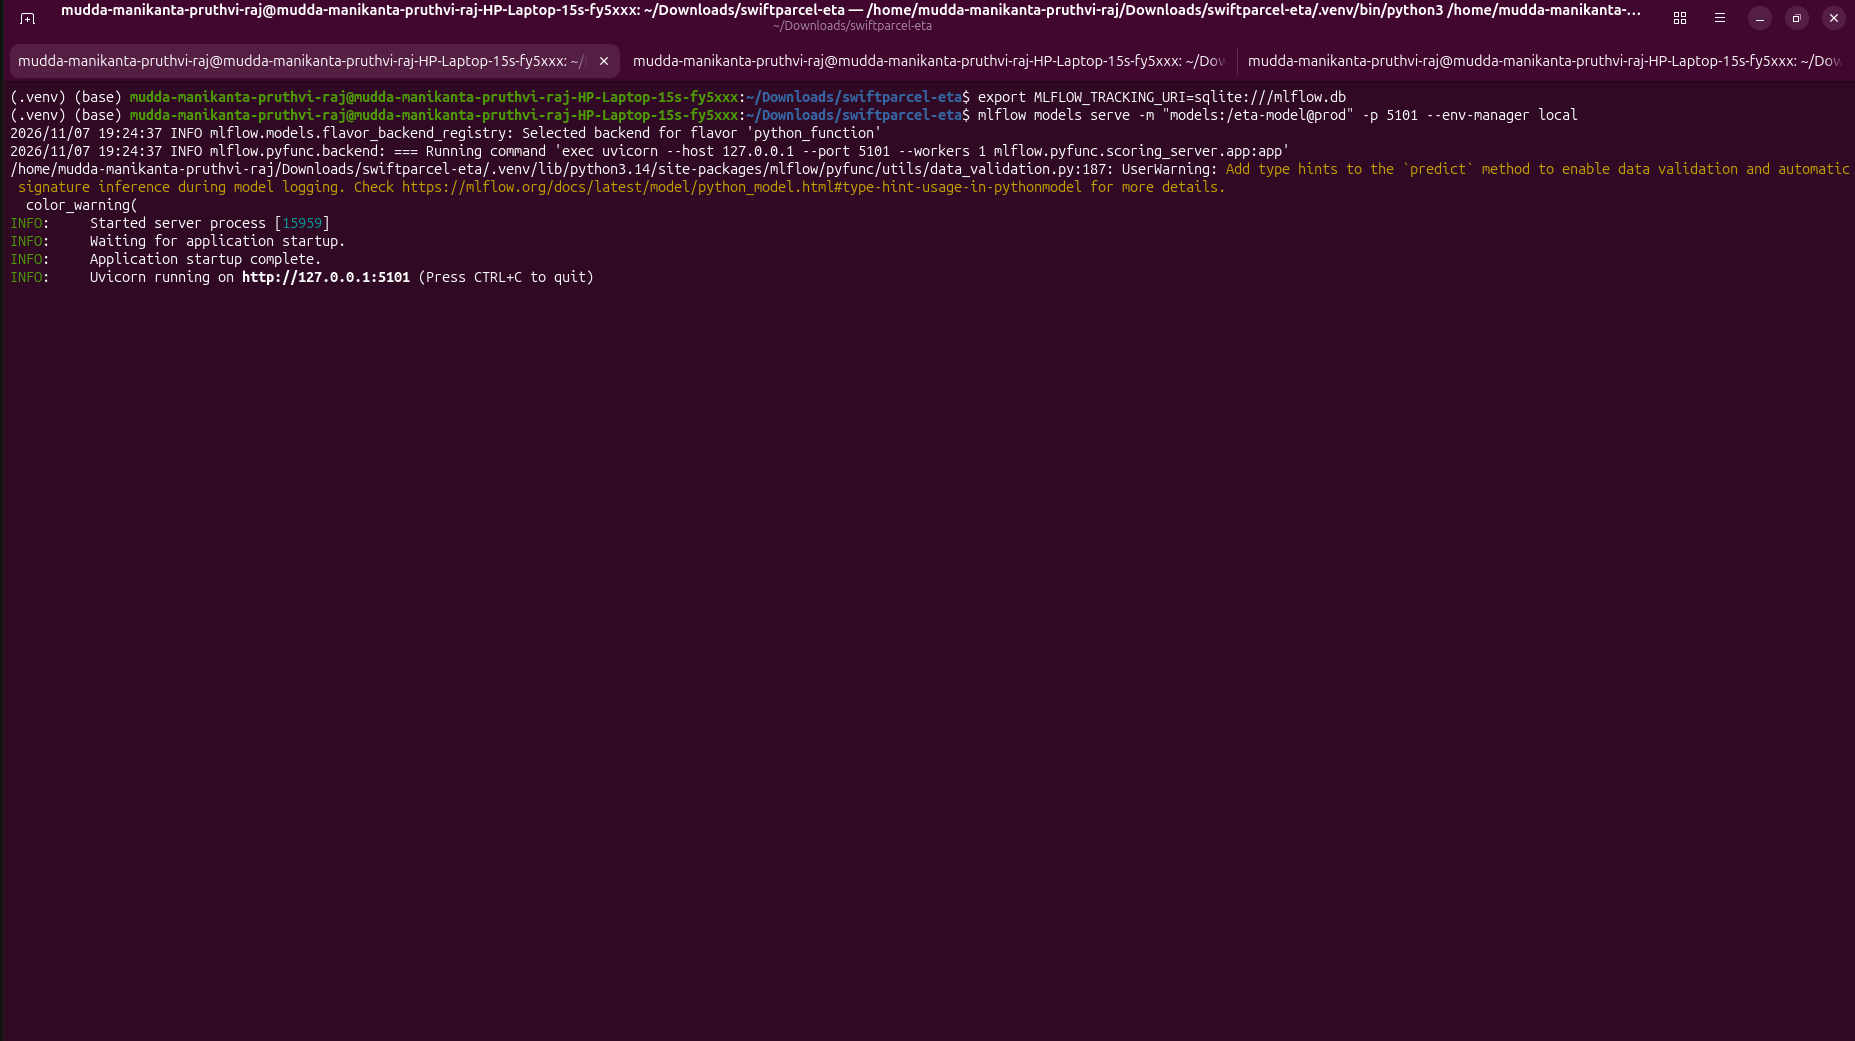 mudda-manikanta-pruthvi-raj@mudda-manikanta-pruthvi-raj-HP-Laptop-15s-fy5xxx: ~/Downloads/swiftparcel-eta — /home/mudda-manikanta-pruthvi-raj/Downloads/swiftparcel-eta/.venv/bin/python3 /home/mudda-manikanta-…
~/Downloads/swiftparcel-eta
mudda-manikanta-pruthvi-raj@mudda-manikanta-pruthvi-raj-HP-Laptop-15s-fy5xxx: ~/
mudda-manikanta-pruthvi-raj@mudda-manikanta-pruthvi-raj-HP-Laptop-15s-fy5xxx: ~/Dow
mudda-manikanta-pruthvi-raj@mudda-manikanta-pruthvi-raj-HP-Laptop-15s-fy5xxx: ~/Dow
(.venv) (base) mudda-manikanta-pruthvi-raj@mudda-manikanta-pruthvi-raj-HP-Laptop-15s-fy5xxx:~/Downloads/swiftparcel-eta$ export MLFLOW_TRACKING_URI=sqlite:///mlflow.db
(.venv) (base) mudda-manikanta-pruthvi-raj@mudda-manikanta-pruthvi-raj-HP-Laptop-15s-fy5xxx:~/Downloads/swiftparcel-eta$ mlflow models serve -m "models:/eta-model@prod" -p 5101 --env-manager local
2026/11/07 19:24:37 INFO mlflow.models.flavor_backend_registry: Selected backend for flavor 'python_function'
2026/11/07 19:24:37 INFO mlflow.pyfunc.backend: === Running command 'exec uvicorn --host 127.0.0.1 --port 5101 --workers 1 mlflow.pyfunc.scoring_server.app:app'
/home/mudda-manikanta-pruthvi-raj/Downloads/swiftparcel-eta/.venv/lib/python3.14/site-packages/mlflow/pyfunc/utils/data_validation.py:187: UserWarning: Add type hints to the `predict` method to enable data validation and automatic
signature inference during model logging. Check https://mlflow.org/docs/latest/model/python_model.html#type-hint-usage-in-pythonmodel for more details.
color_warning(
INFO:     Started server process [15959]
INFO:     Waiting for application startup.
INFO:     Application startup complete.
INFO:     Uvicorn running on http://127.0.0.1:5101 (Press CTRL+C to quit)